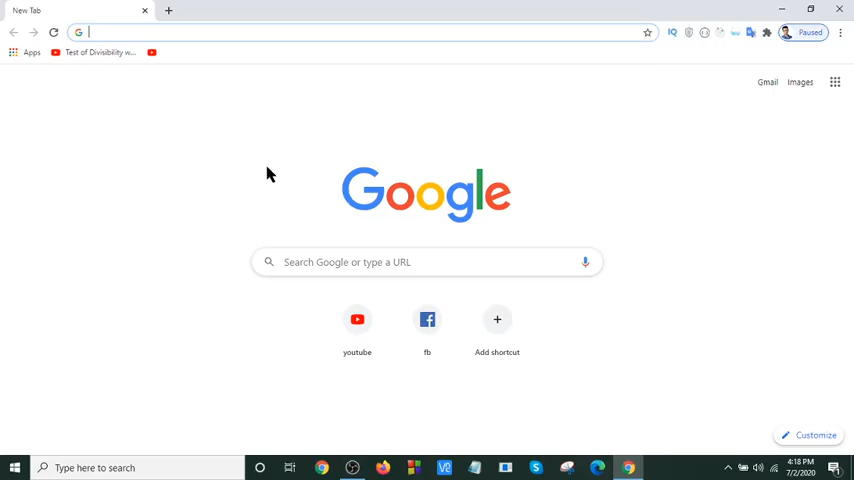 New Tab
Paused
Apps
Test of Divisibility w...
Gmail
Images
Google
Search Google or type a URL
youtube
fb
Add shortcut
Customize
Type here to search
4:18 PM
7/2/2020